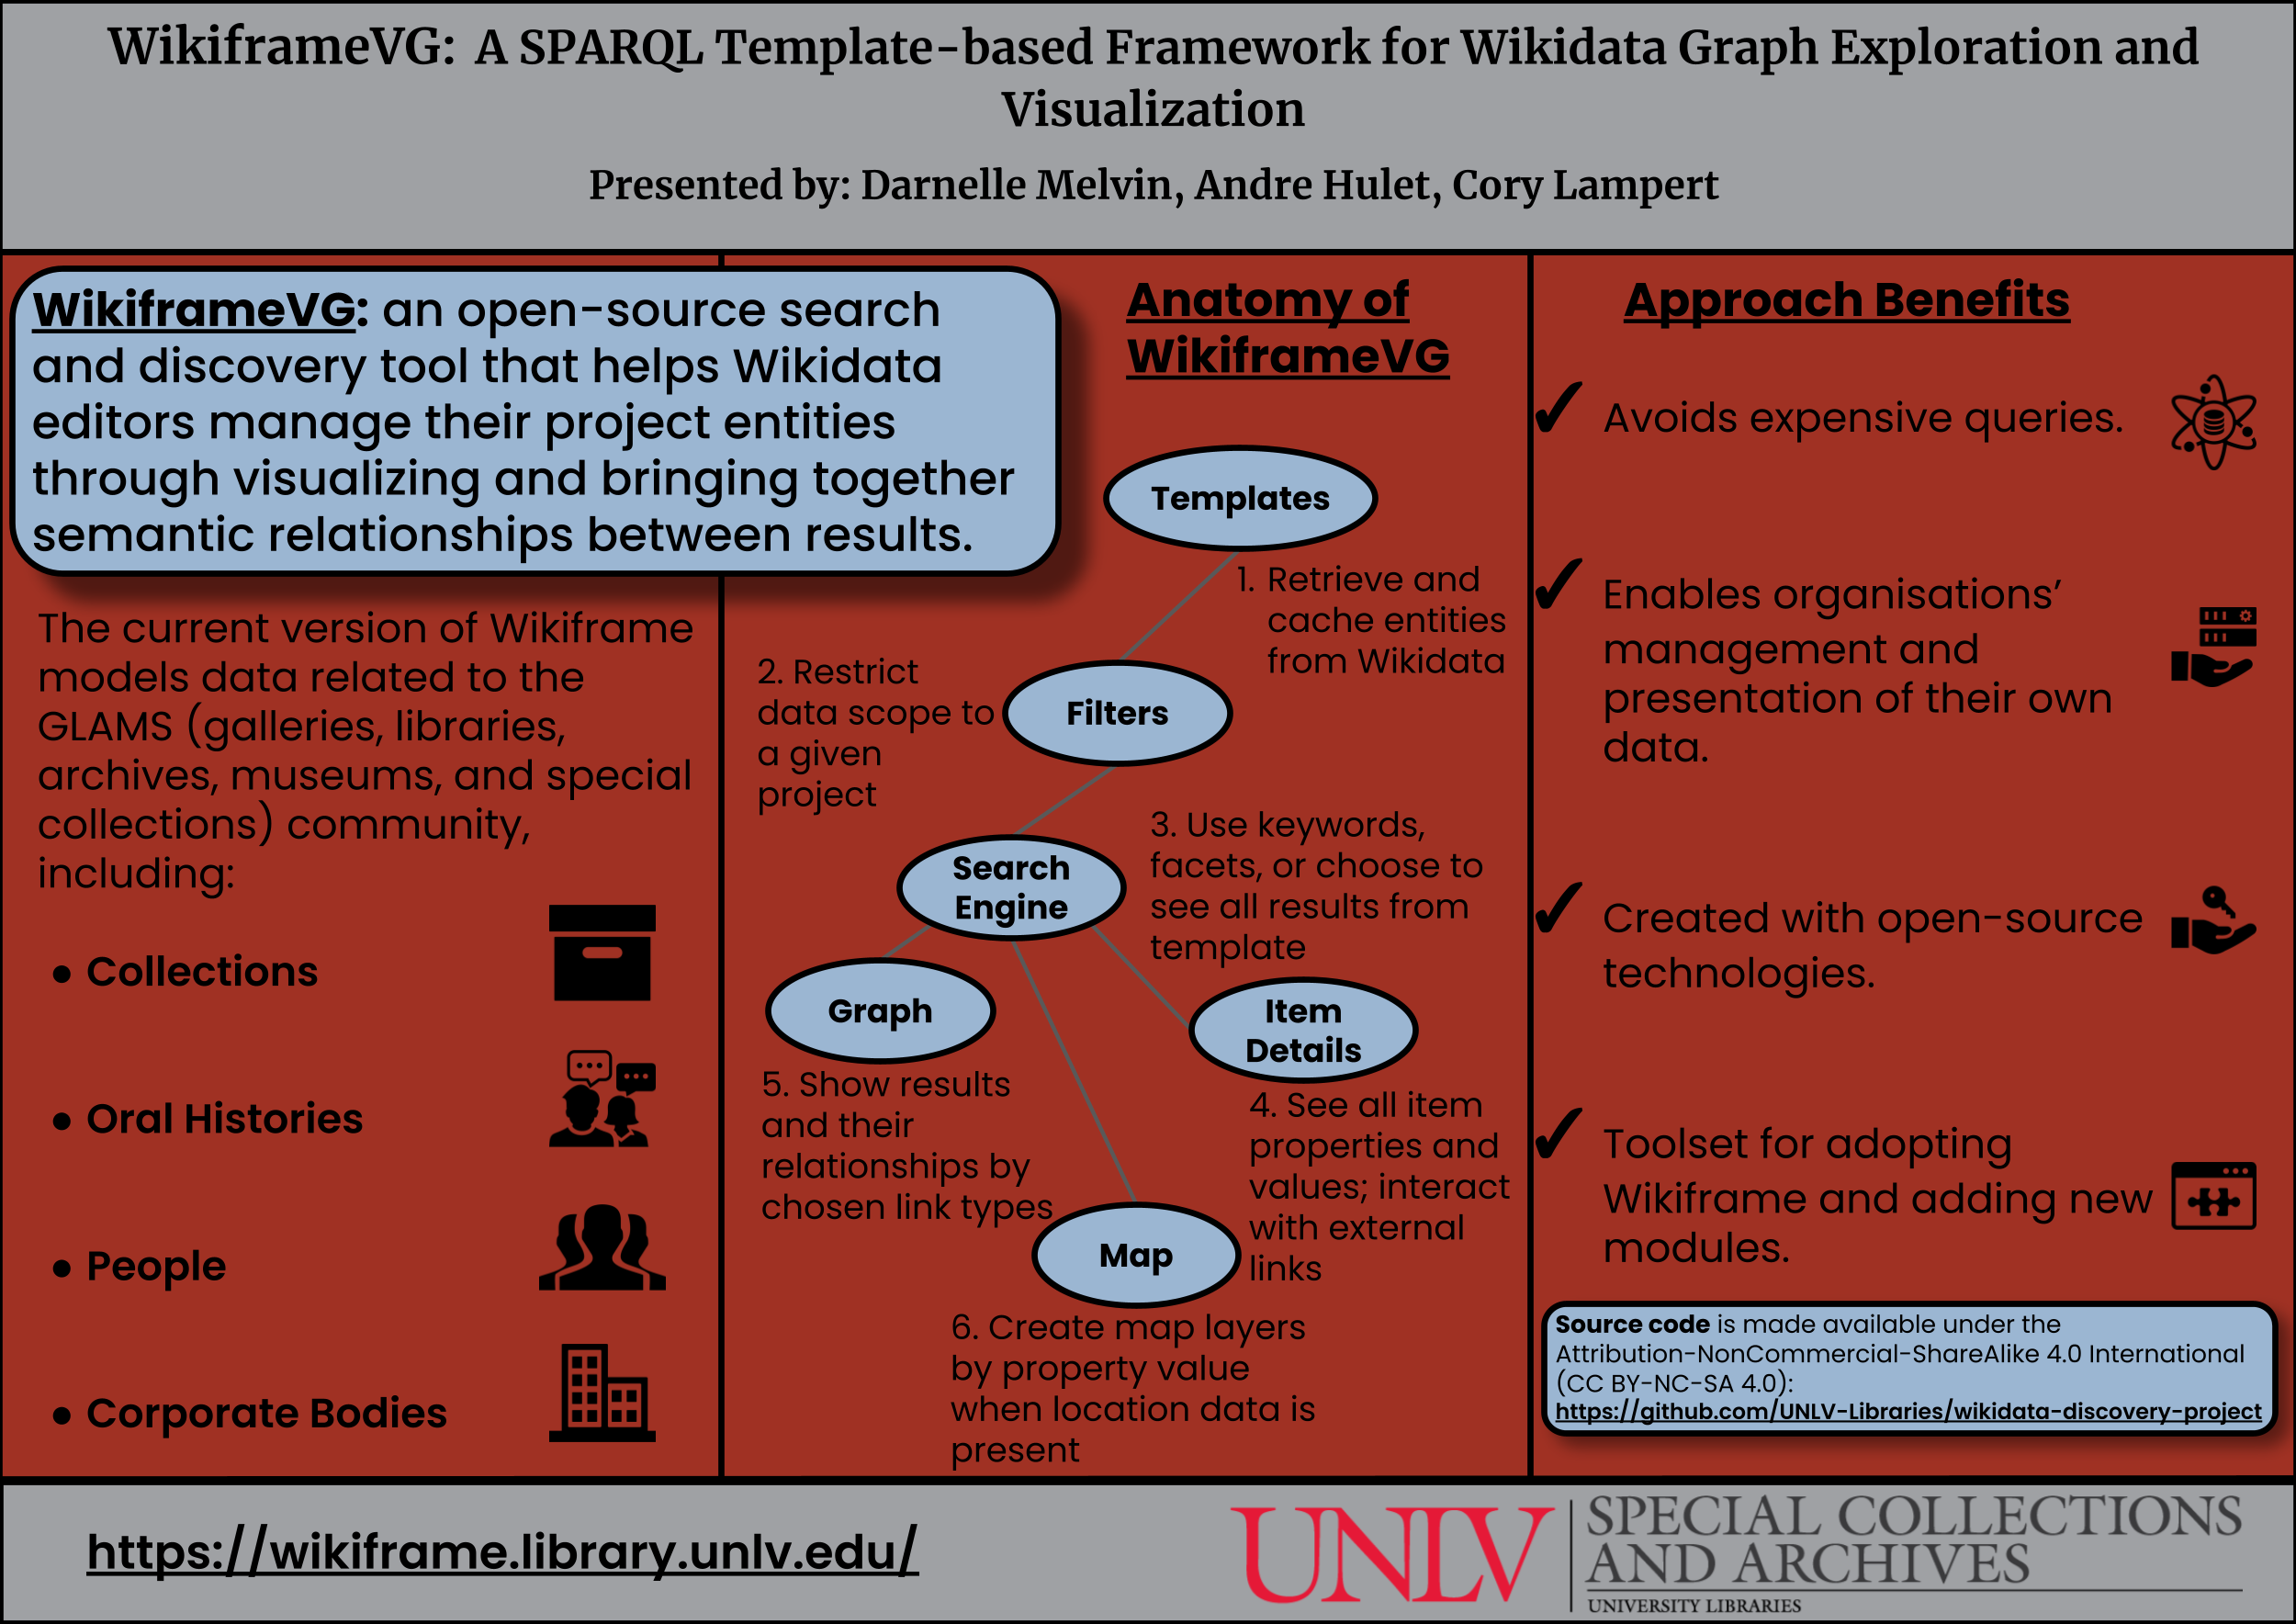 WikiframeVG: A SPARQL Template-based Framework for Wikidata Graph Exploration and
Visualization
Presented by: Darnelle Melvin, Andre Hulet, Cory Lampert
WikiframeVG: an open-source search
and discovery tool that helps Wikidata
editors manage their project entities
through visualizing and bringing together
semantic relationships between results.
The current version of Wikiframe
models data related to the
GLAMS (galleries, libraries,
archives, museums, and special
collections) community,
including:
• Collections
• Oral Histories
• People
• Corporate Bodies
Anatomy of
WikiframeVG
Templates
1. Retrieve and
cache entities
from Wikidata
Filters
2. Restrict
data scope to
a given
project
Search
Engine
3. Use keywords,
facets, or choose to
see all results from
template
Item
Details
4. See all item
properties and
values; interact
with external
links
Graph
5. Show results
and their
relationships by
chosen link types
Map
6. Create map layers
by property value
when location data is
present
Approach Benefits
✓ Avoids expensive queries.
✓ Enables organisations’
management and
presentation of their own
data.
✓ Created with open-source
technologies.
✓ Toolset for adopting
Wikiframe and adding new
modules.
Source code is made available under the
Attribution-NonCommercial-ShareAlike 4.0 International
(CC BY-NC-SA 4.0):
https://github.com/UNLV-Libraries/wikidata-discovery-project
https://wikiframe.library.unlv.edu/
UNLV
SPECIAL COLLECTIONS
AND ARCHIVES
UNIVERSITY LIBRARIES